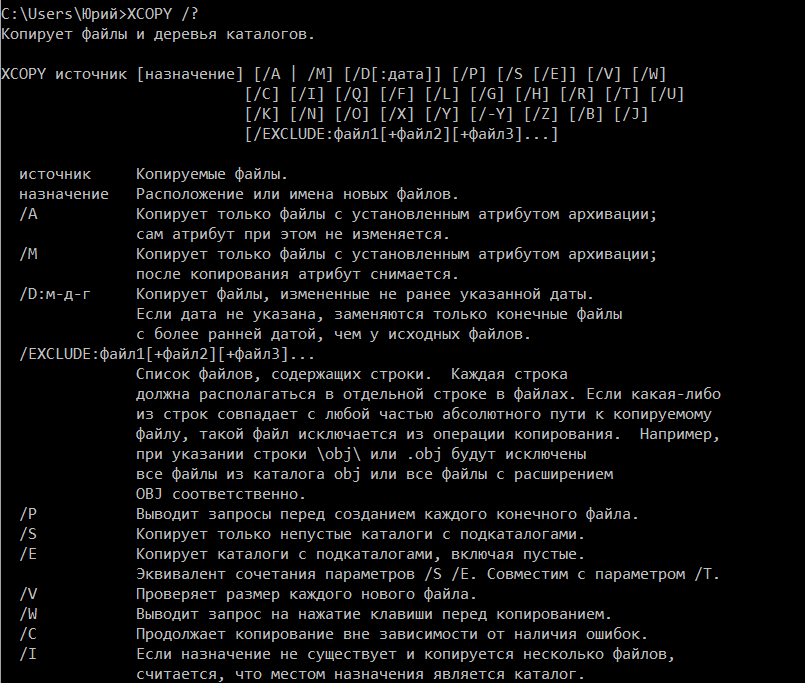 C:\Users\Юрий>XCOPY /?
Копирует файлы и деревья каталогов.

XCOPY источник [назначение] [/A | /M] [/D[:дата]] [/P] [/S [/E]] [/V] [/W]
                           [/C] [/I] [/Q] [/F] [/L] [/G] [/H] [/R] [/T] [/U]
                           [/K] [/N] [/O] [/X] [/Y] [/-Y] [/Z] [/B] [/J]
                           [/EXCLUDE:файл1[+файл2][+файл3]...]

  источник     Копируемые файлы.
  назначение   Расположение или имена новых файлов.
  /A           Копирует только файлы с установленным атрибутом архивации;
               сам атрибут при этом не изменяется.
  /M           Копирует только файлы с установленным атрибутом архивации;
               после копирования атрибут снимается.
  /D:м-д-г     Копирует файлы, измененные не ранее указанной даты.
               Если дата не указана, заменяются только конечные файлы
               с более ранней датой, чем у исходных файлов.
  /EXCLUDE:файл1[+файл2][+файл3]...
               Список файлов, содержащих строки.  Каждая строка
               должна располагаться в отдельной строке в файлах. Если какая-либо
               из строк совпадает с любой частью абсолютного пути к копируемому
               файлу, такой файл исключается из операции копирования.  Например,
               при указании строки \obj\ или .obj будут исключены
               все файлы из каталога obj или все файлы с расширением
               OBJ соответственно.
  /P           Выводит запросы перед созданием каждого конечного файла.
  /S           Копирует только непустые каталоги с подкаталогами.
  /E           Копирует каталоги с подкаталогами, включая пустые.
               Эквивалент сочетания параметров /S /E. Совместим с параметром /T.
  /V           Проверяет размер каждого нового файла.
  /W           Выводит запрос на нажатие клавиши перед копированием.
  /C           Продолжает копирование вне зависимости от наличия ошибок.
  /I           Если назначение не существует и копируется несколько файлов,
               считается, что местом назначения является каталог.